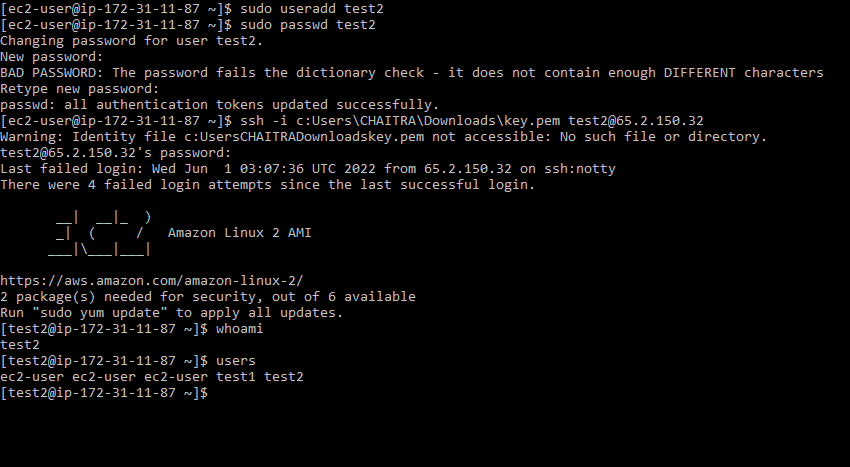 [ec2-user@ip-172-31-11-87 ~]$ sudo useradd test2
[ec2-user@ip-172-31-11-87 ~]$ sudo passwd test2
Changing password for user test2.
New password:
BAD PASSWORD: The password fails the dictionary check - it does not contain enough DIFFERENT characters
Retype new password:
passwd: all authentication tokens updated successfully.
[ec2-user@ip-172-31-11-87 ~]$ ssh -i c:Users\CHAITRA\Downloads\key.pem test2@65.2.150.32
Warning: Identity file c:UsersCHAITRADownloadskey.pem not accessible: No such file or directory.
test2@65.2.150.32's password:
Last failed login: Wed Jun  1 03:07:36 UTC 2022 from 65.2.150.32 on ssh:notty
There were 4 failed login attempts since the last successful login.

       __|  __|_  )
       _|  (     /   Amazon Linux 2 AMI
      ___|\___|___|

https://aws.amazon.com/amazon-linux-2/
2 package(s) needed for security, out of 6 available
Run "sudo yum update" to apply all updates.
[test2@ip-172-31-11-87 ~]$ whoami
test2
[test2@ip-172-31-11-87 ~]$ users
ec2-user ec2-user ec2-user test1 test2
[test2@ip-172-31-11-87 ~]$